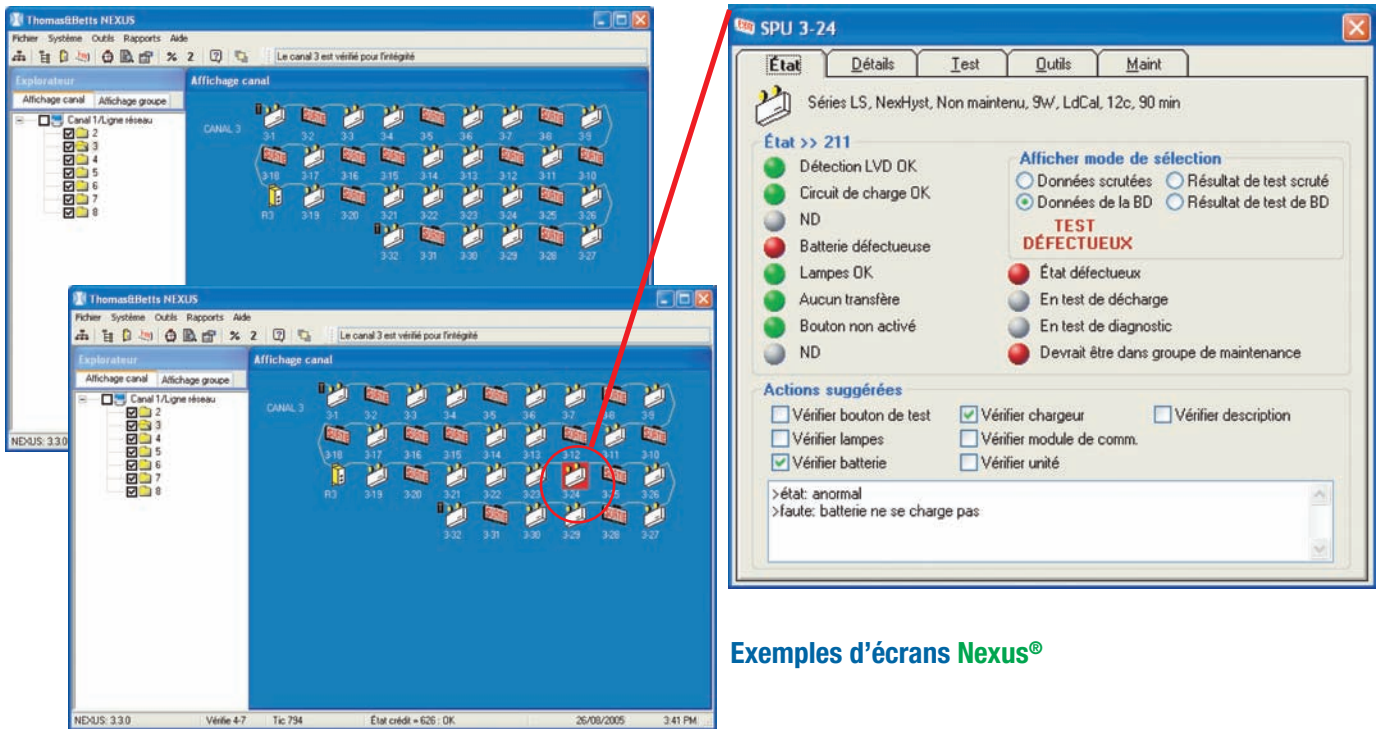 Thomas&Betts NEXUS
Fichier Système Outils Rapports Aide
% 2 Le canal 3 est vérifié pour l'intégrité
Explorateur
Affichage canal
Affichage canal Affichage groupe
Canal 1/Ligne réseau
2
3
4
5
6
7
8
CANAL 3
3-1 3-2 3-3 3-4 3-5 3-6 3-7 3-8 3-9
3-18 3-17 3-16 3-15 3-14 3-13 3-12 3-11 3-10
R3 3-19 3-20 3-21 3-22 3-23 3-24 3-25 3-26
3-32 3-31 3-30 3-29 3-28 3-27
NEXUS: 3.3.0
Thomas&Betts NEXUS
Fichier Système Outils Rapports Aide
% 2 Le canal 3 est vérifié pour l'intégrité
Explorateur
Affichage canal
Affichage canal Affichage groupe
Canal 1/Ligne réseau
2
3
4
5
6
7
8
CANAL 3
3-1 3-2 3-3 3-4 3-5 3-6 3-7 3-8 3-9
3-18 3-17 3-16 3-15 3-14 3-13 3-12 3-11 3-10
R3 3-19 3-20 3-21 3-22 3-23 3-24 3-25 3-26
3-32 3-31 3-30 3-29 3-28 3-27
NEXUS: 3.3.0 Vérifie 4-7 Tic 794 État crédit = 626 : OK 26/08/2005 3:41 PM
SPU 3-24
État Détails Test Outils Maint
Séries LS, NexHyst, Non maintenu, 9W, LdCal, 12c, 90 min
État >> 211
Détection LVD OK
Circuit de charge OK
ND
Batterie défectueuse
Lampes OK
Aucun transfère
Bouton non activé
ND
Afficher mode de sélection
Données scrutées Résultat de test scruté
Données de la BD Résultat de test de BD
TEST
DÉFECTUEUX
État défectueux
En test de décharge
En test de diagnostic
Devrait être dans groupe de maintenance
Actions suggérées
Vérifier bouton de test Vérifier chargeur Vérifier description
Vérifier lampes Vérifier module de comm.
Vérifier batterie Vérifier unité
>état: anormal
>faute: batterie ne se charge pas
Exemples d'écrans Nexus®